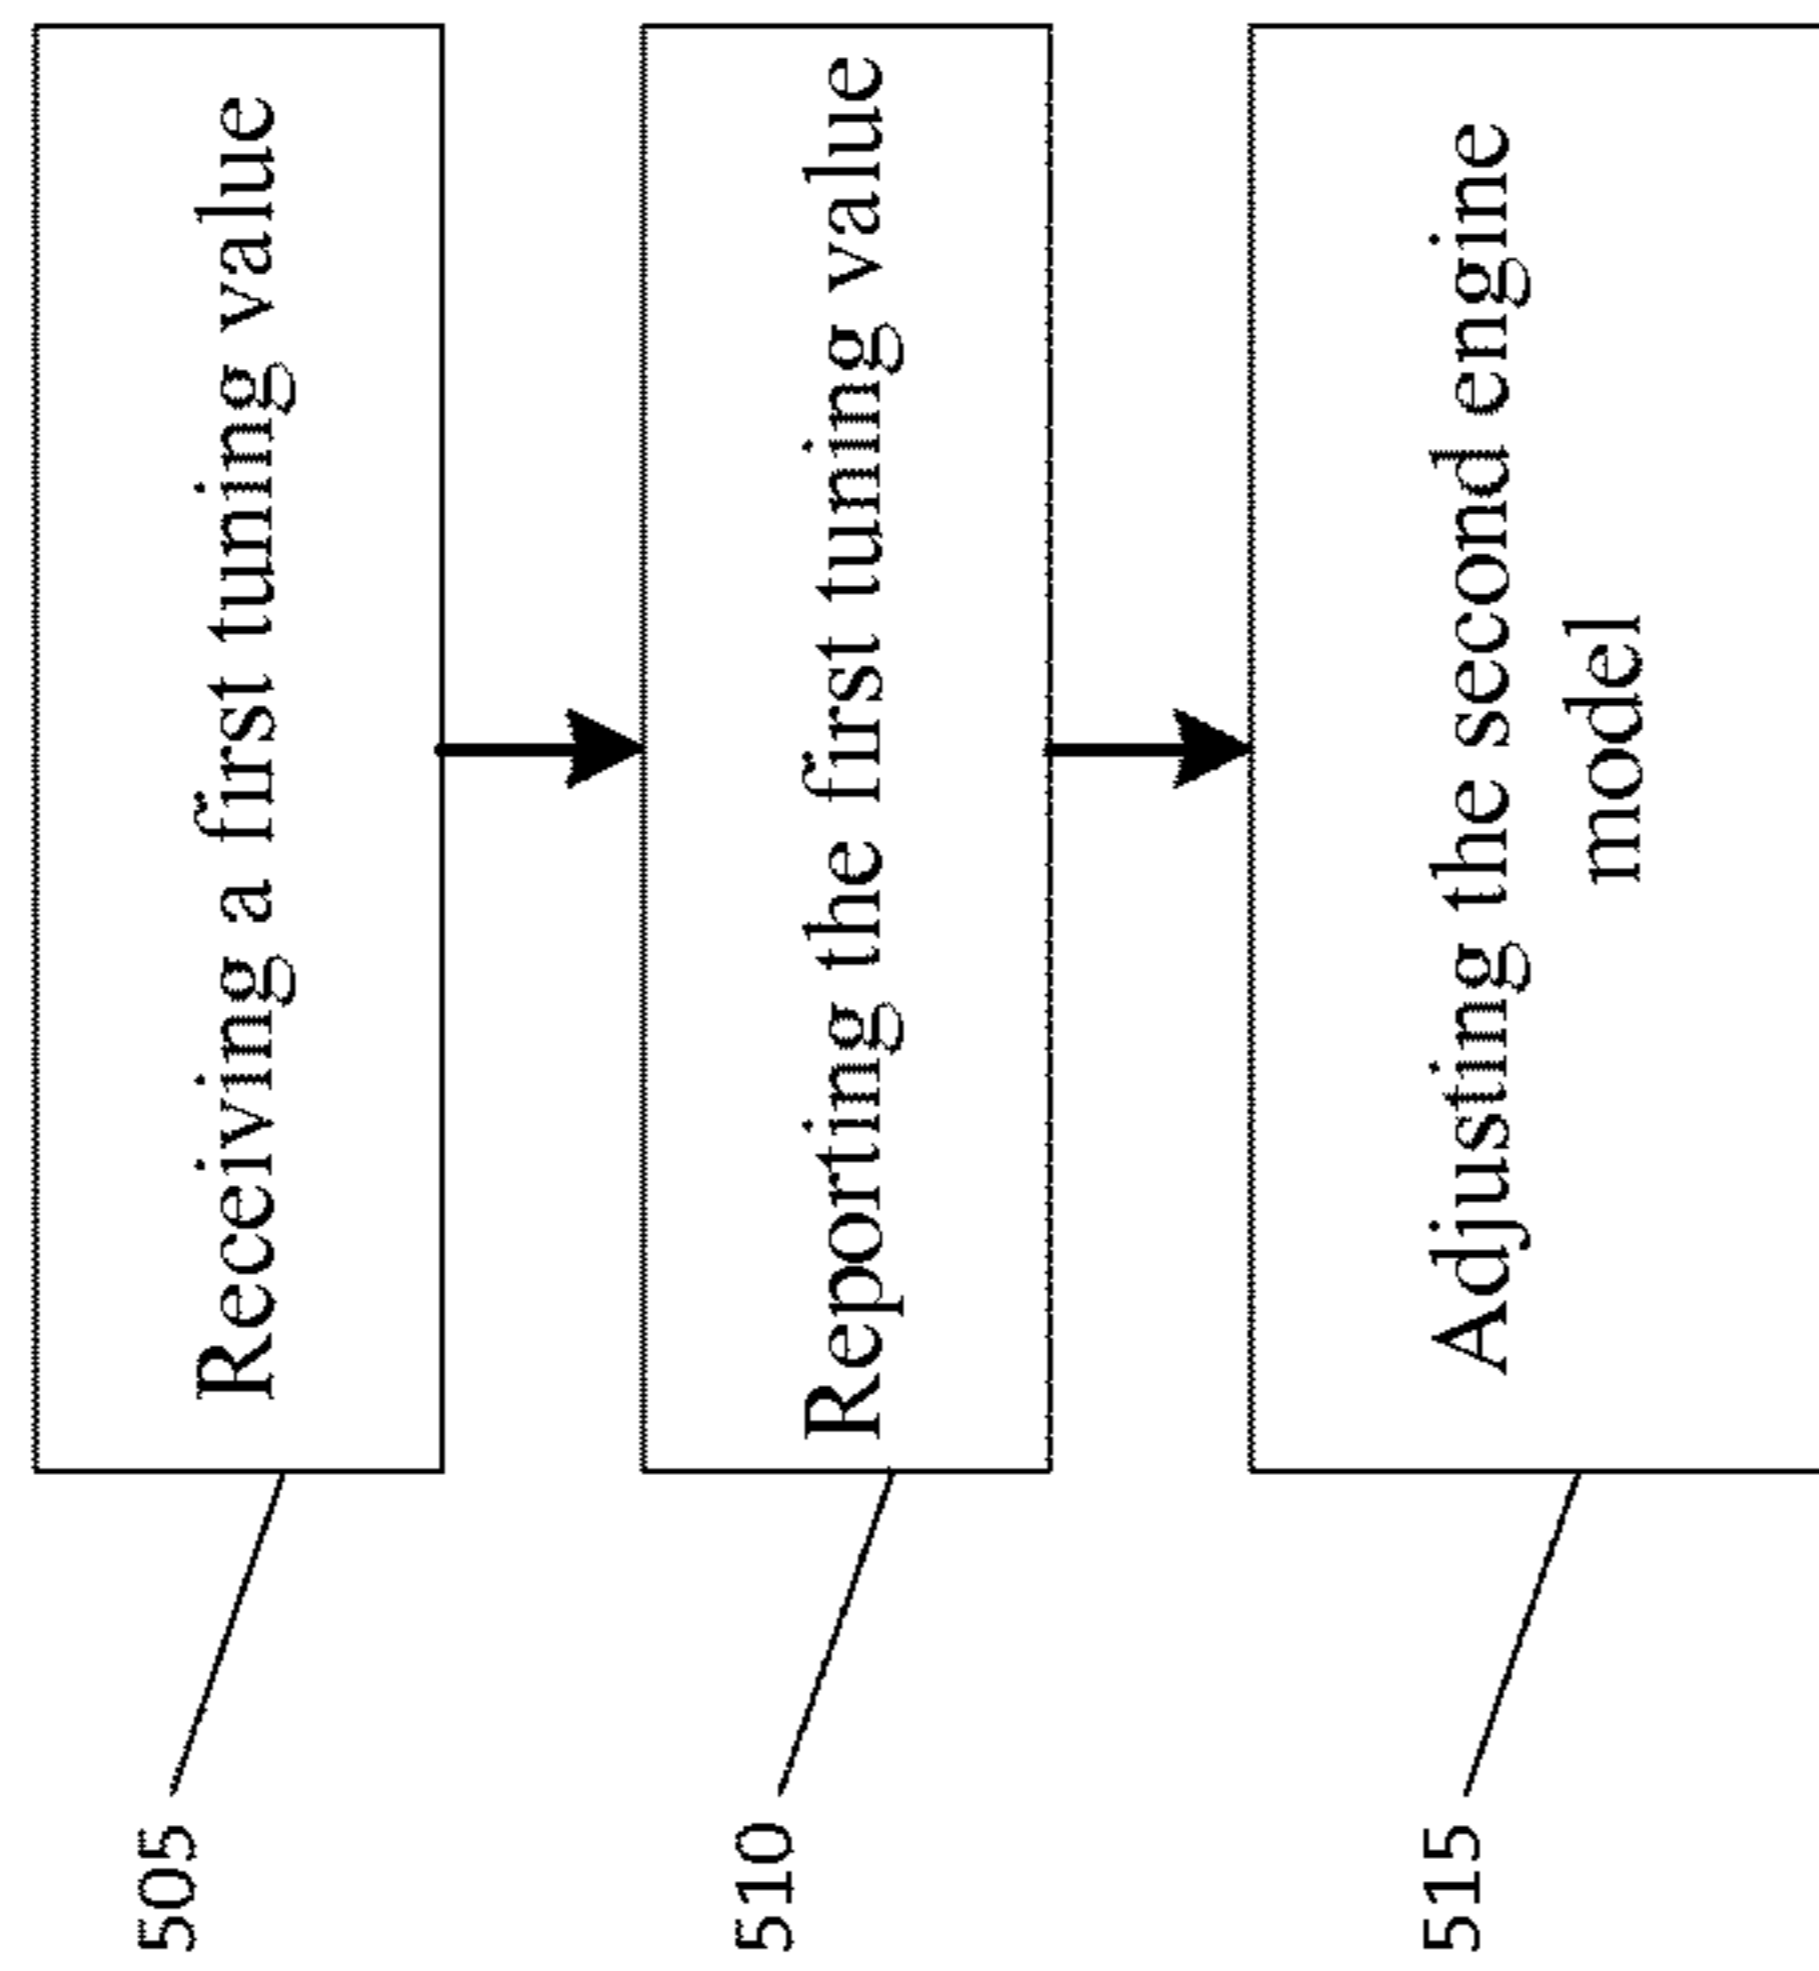 505
Receiving a first tuning value
510
Reporting the first tuning value
515
Adjusting the second engine
model